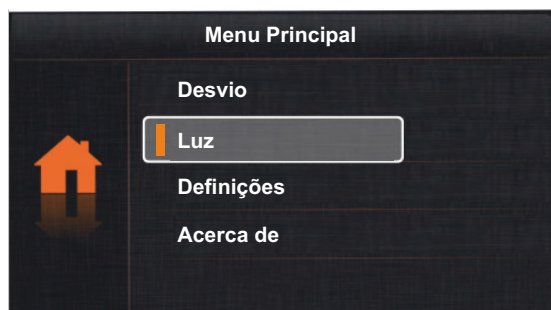 Menu Principal
Desvio
Luz
Definições
Acerca de